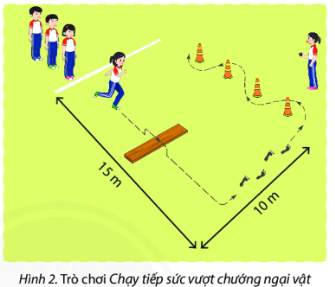 15 m
10 m
Hình 2. Trò chơi Chạy tiếp sức vượt chướng ngại vật